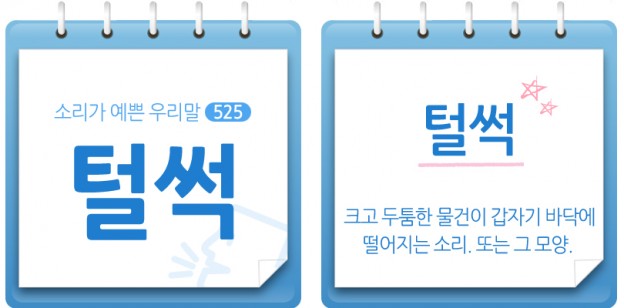 소리가 예쁜 우리말 525
털썩
털썩
크고 두툼한 물건이 갑자기 바닥에
떨어지는 소리. 또는 그 모양.